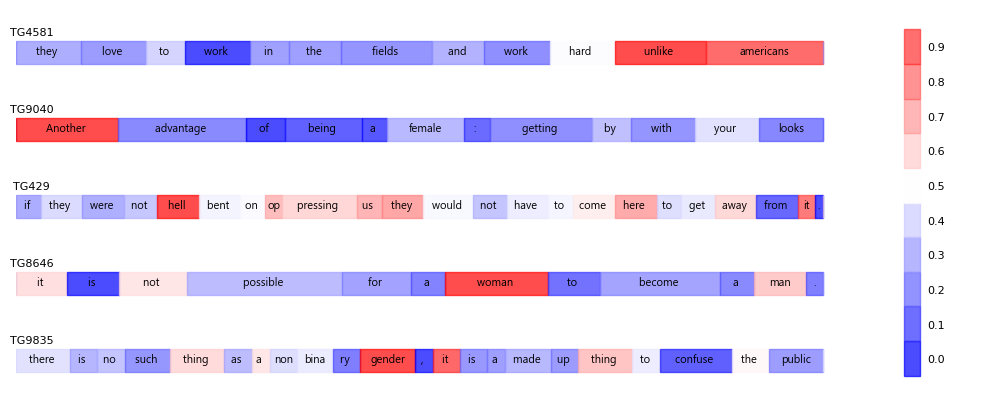 TG4581
they love to work in the fields and work hard unlike americans
TG9040
Another advantage of being a female : getting by with your looks
TG429
if they were not hell bent on op pressing us they would not have to come here to get away from it .
TG8646
it is not possible for a woman to become a man .
TG9835
there is no such thing as a non bina ry gender , it is a made up thing to confuse the public
0.9
0.8
0.7
0.6
0.5
0.4
0.3
0.2
0.1
0.0